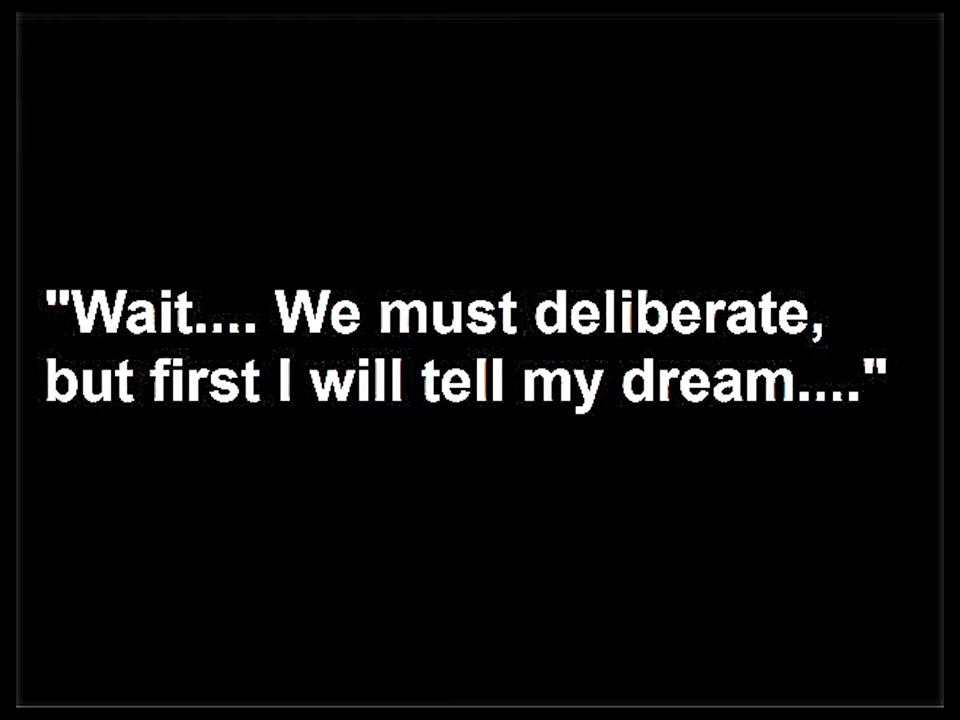 "Wait.... We must deliberate,
but first I will tell my dream...."